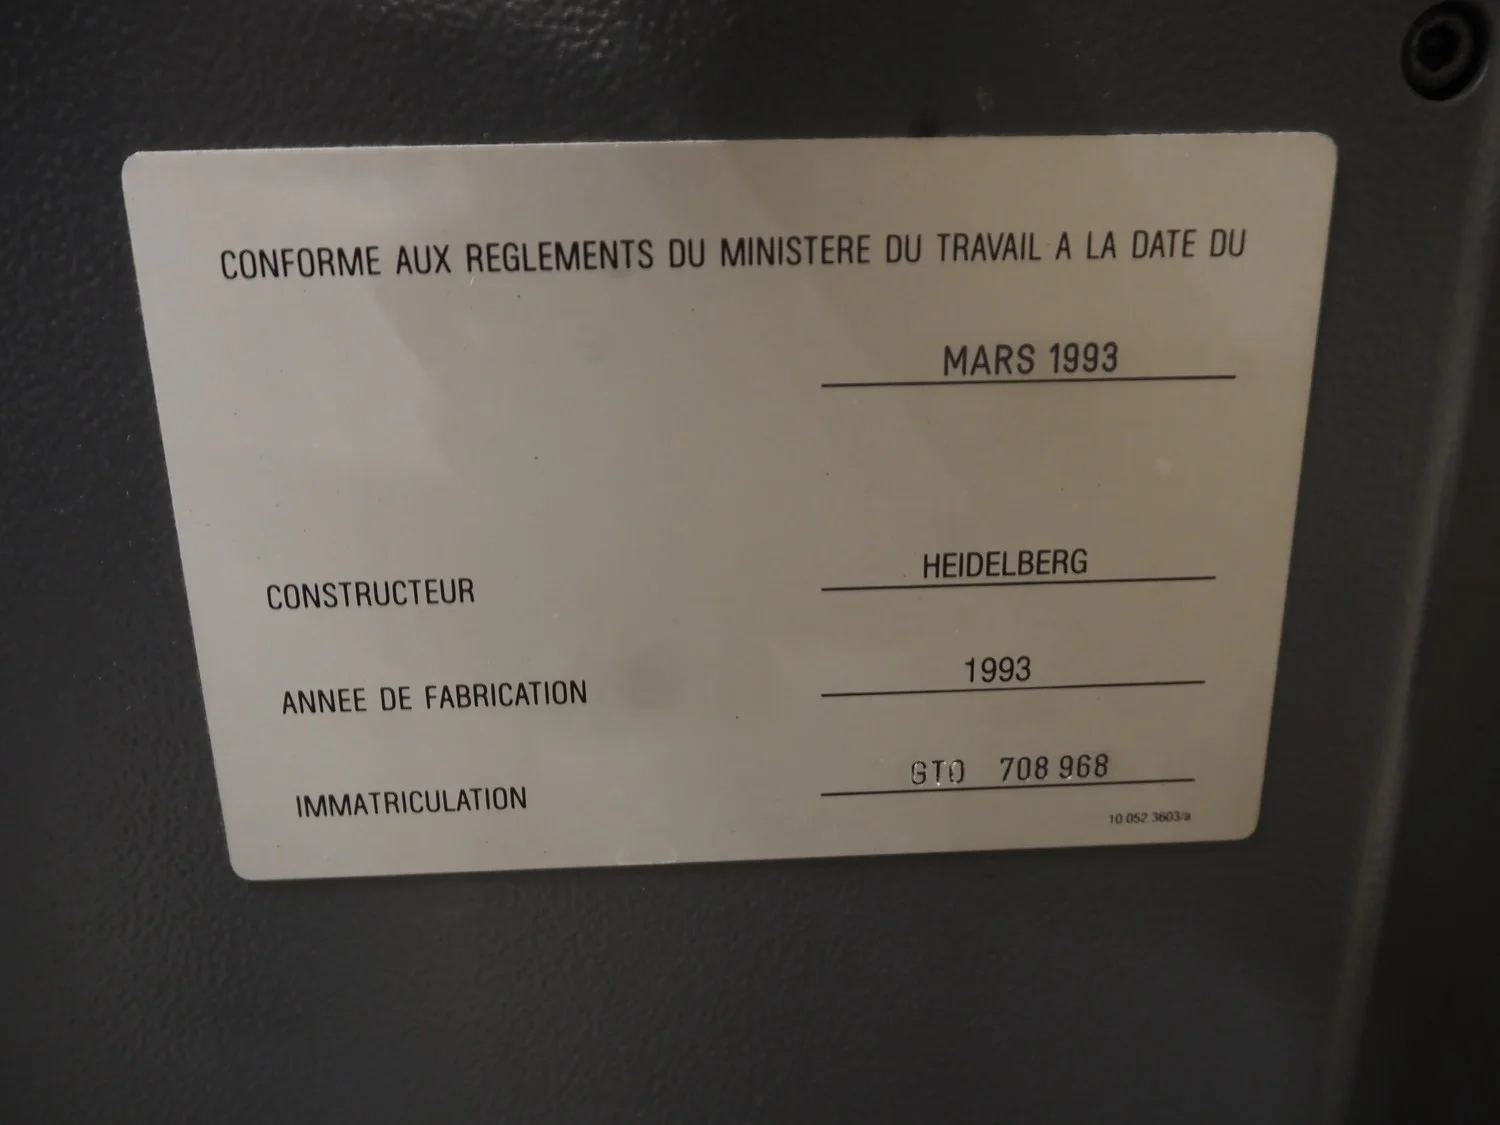 CONFORME AUX REGLEMENTS DU MINISTERE DU TRAVAIL A LA DATE DU
MARS 1993
CONSTRUCTEUR HEIDELBERG
ANNEE DE FABRICATION 1993
IMMATRICULATION GTO 708 968
10 052 3603/a